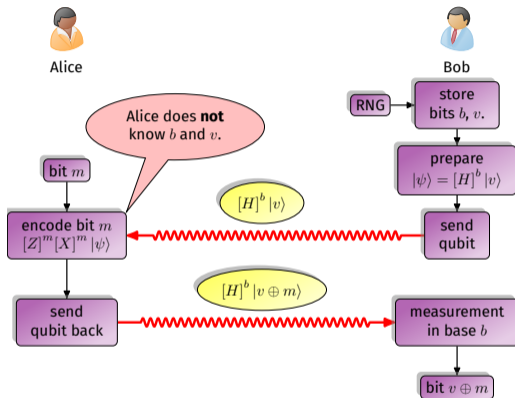 Alice
Bob
RNG
store
bits b, v.
Alice does not
know b and v.
prepare
|ψ⟩ = [H]^b |v⟩
bit m
[H]^b |v⟩
encode bit m
[Z]^m[X]^m |ψ⟩
send
qubit
[H]^b |v ⊕ m⟩
send
qubit back
measurement
in base b
bit v ⊕ m